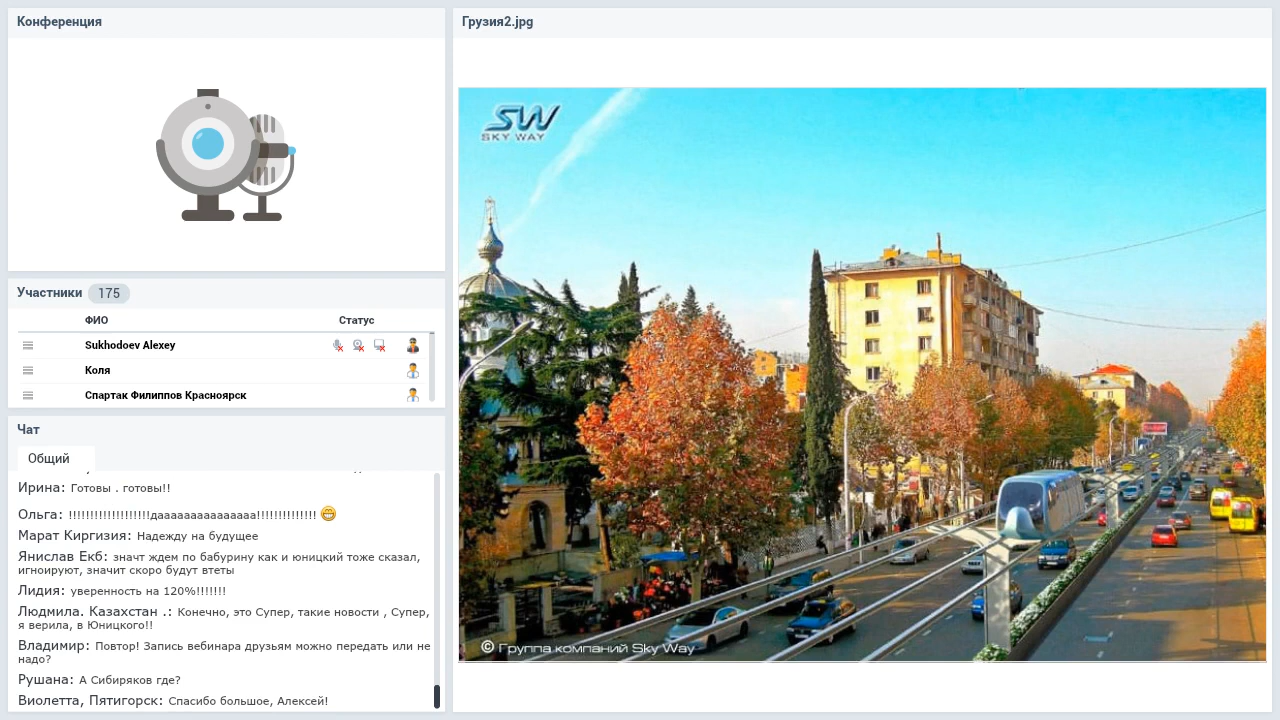 Конференция
Участники 175
ФИО Статус
Sukhodoev Alexey
Коля
Спартак Филиппов Красноярск
Чат
Общий
Ирина: Готовы . готовы!!
Ольга: !!!!!!!!!!!!!!!!!!!дааааааааааааааа!!!!!!!!!!!!!!
Марат Киргизия: Надежду на будущее
Янислав Екб: значт ждем по бабурину как и юницкий тоже сказал,
игноируют, значит скоро будут втеты
Лидия: уверенность на 120%!!!!!!!
Людмила. Казахстан .: Конечно, это Супер, такие новости , Супер,
я верила, в Юницкого!!
Владимир: Повтор! Запись вебинара друзьям можно передать или не
надо?
Рушана: А Сибиряков где?
Виолетта, Пятигорск: Спасибо большое, Алексей!
Грузия2.jpg
SW
SKY WAY
© Группа компаний Sky Way